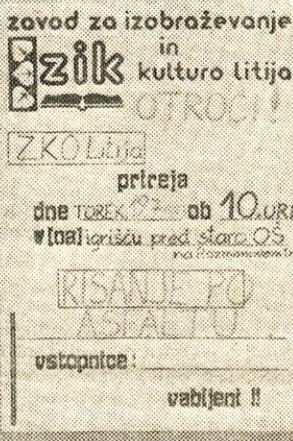 zavod za izobraževanje
in
zik kulturo litija
OTROCI!
ZKO Litija
prireja
dne TOREK 19.7. ob 10.URI
v (na) igrišču pred staro OŠ
na
RISANJE PO
ASFALTU
vstopnice:
vabljeni !!